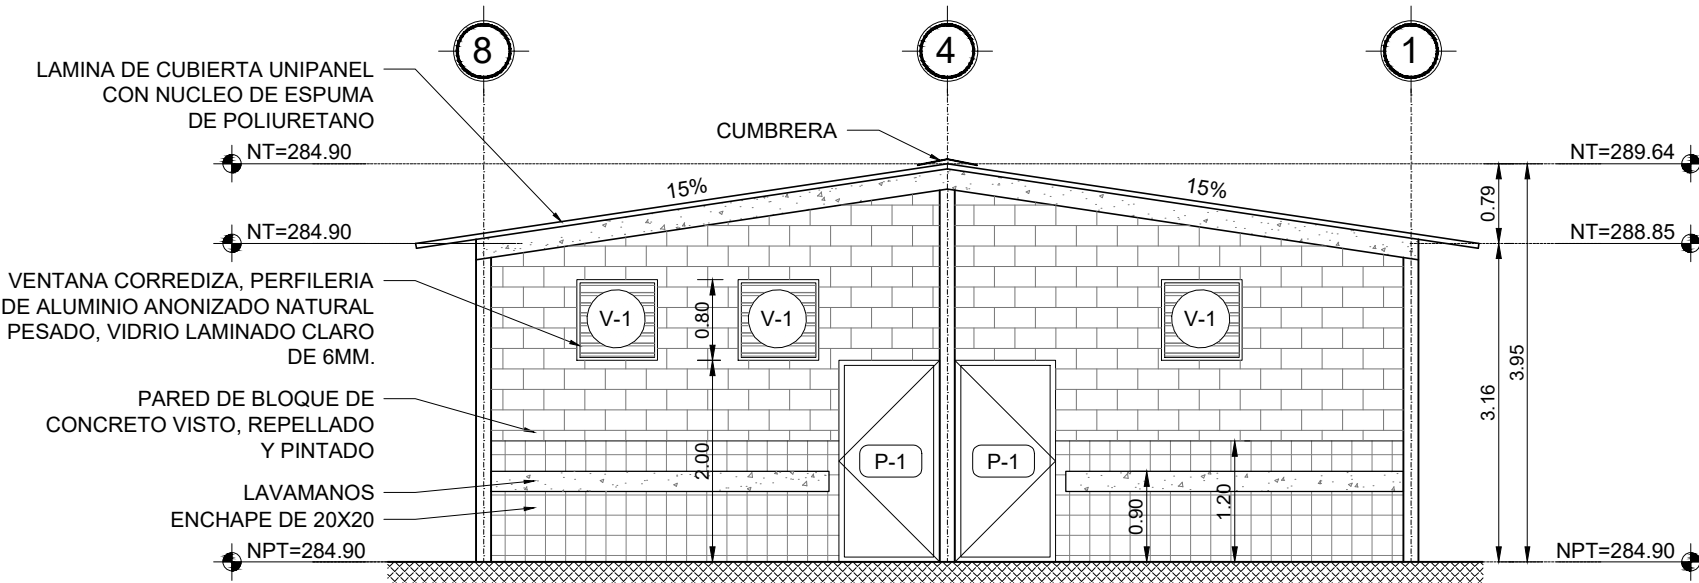 8
4
1
LAMINA DE CUBIERTA UNIPANEL
CON NUCLEO DE ESPUMA
DE POLIURETANO
CUMBRERA
NT=284.90
NT=289.64
15%
15%
0.79
NT=284.90
NT=288.85
VENTANA CORREDIZA, PERFILERIA
DE ALUMINIO ANONIZADO NATURAL
PESADO, VIDRIO LAMINADO CLARO
DE 6MM.
V-1
V-1
V-1
0.80
3.95
3.16
PARED DE BLOQUE DE
CONCRETO VISTO, REPELLADO
Y PINTADO
2.00
P-1
P-1
LAVAMANOS
ENCHAPE DE 20X20
0.90
1.20
NPT=284.90
NPT=284.90